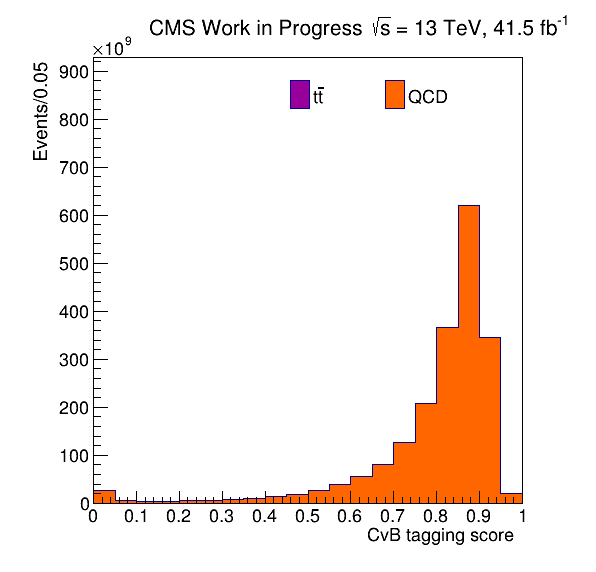 CMS Work in Progress √s = 13 TeV, 41.5 fb⁻¹
×10⁹
Events/0.05
900
800
700
600
500
400
300
200
100
0
tt̄ QCD
0 0.1 0.2 0.3 0.4 0.5 0.6 0.7 0.8 0.9 1
CvB tagging score